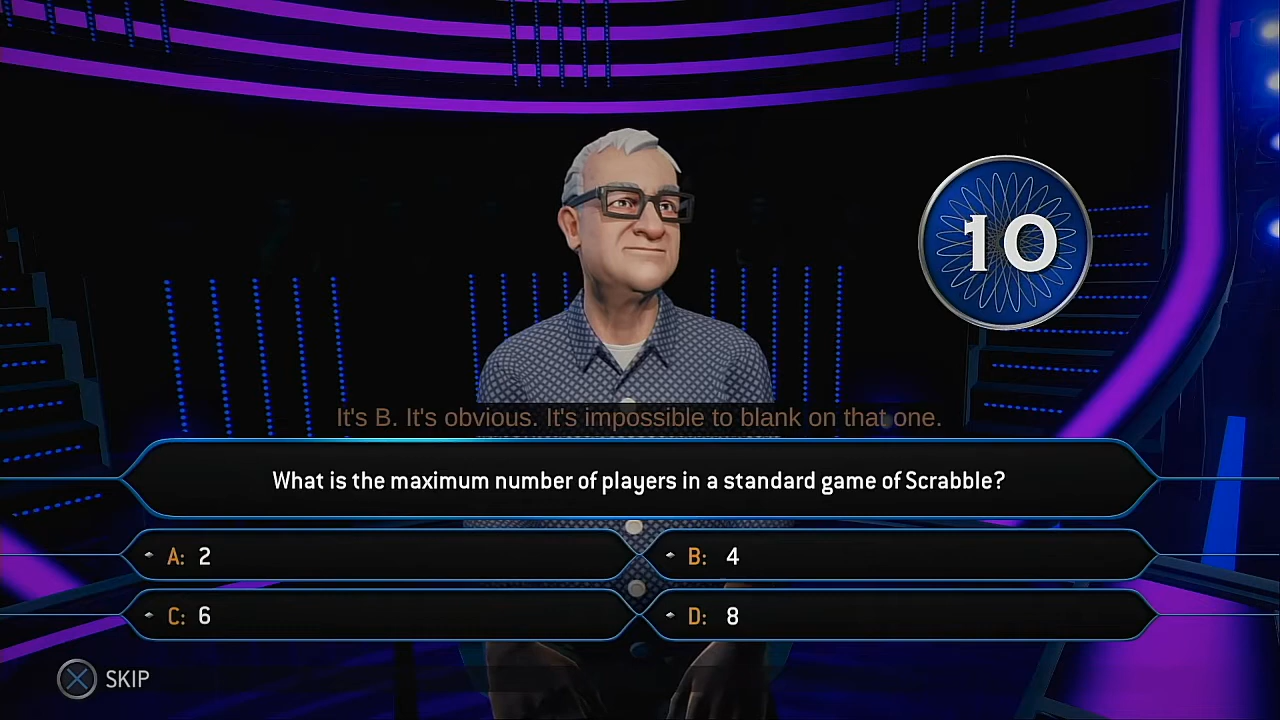 10
It's B. It's obvious. It's impossible to blank on that one.
What is the maximum number of players in a standard game of Scrabble?
A: 2
B: 4
C: 6
D: 8
SKIP